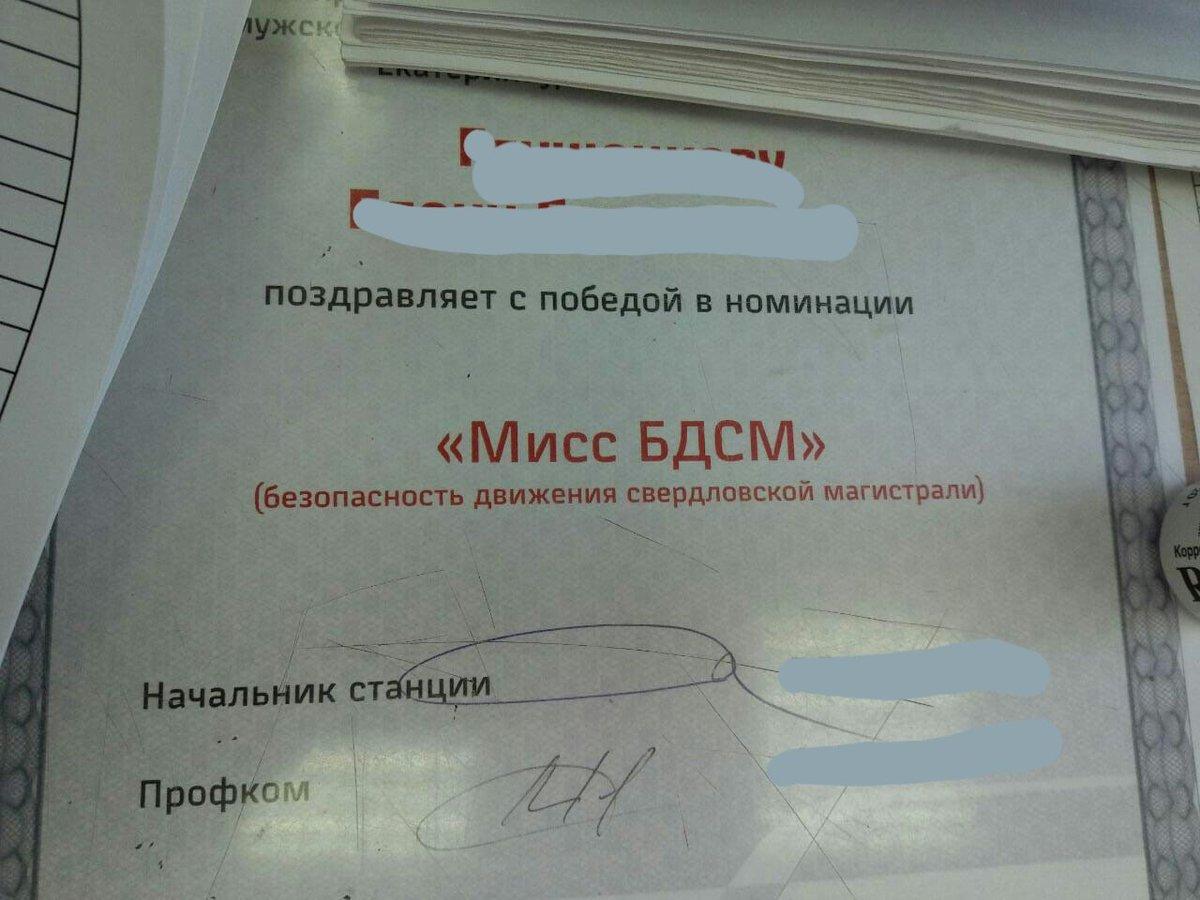 поздравляет с победой в номинации
«Мисс БДСМ»
(безопасность движения свердловской магистрали)
Начальник станции
Профком